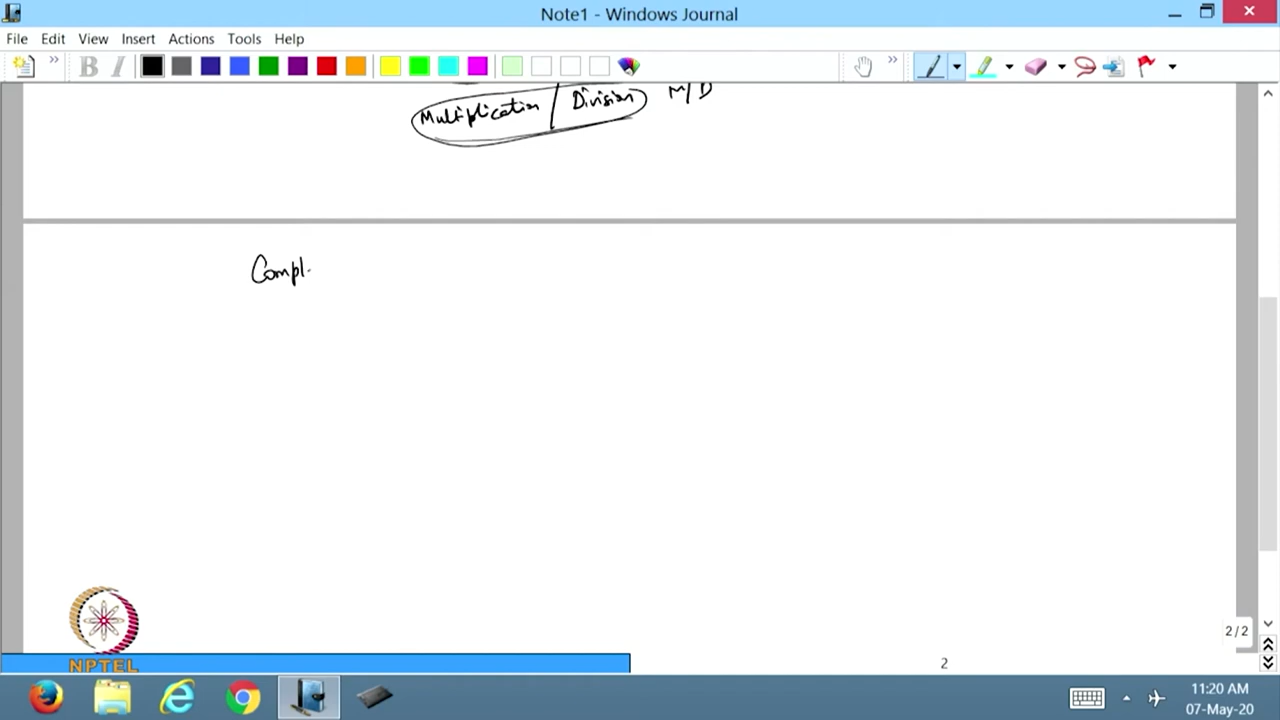 Note1 - Windows Journal
File Edit View Insert Actions Tools Help
B I
Multiplication / Division M/D
Compl
2 / 2
NPTEL
2
11:20 AM
07-May-20